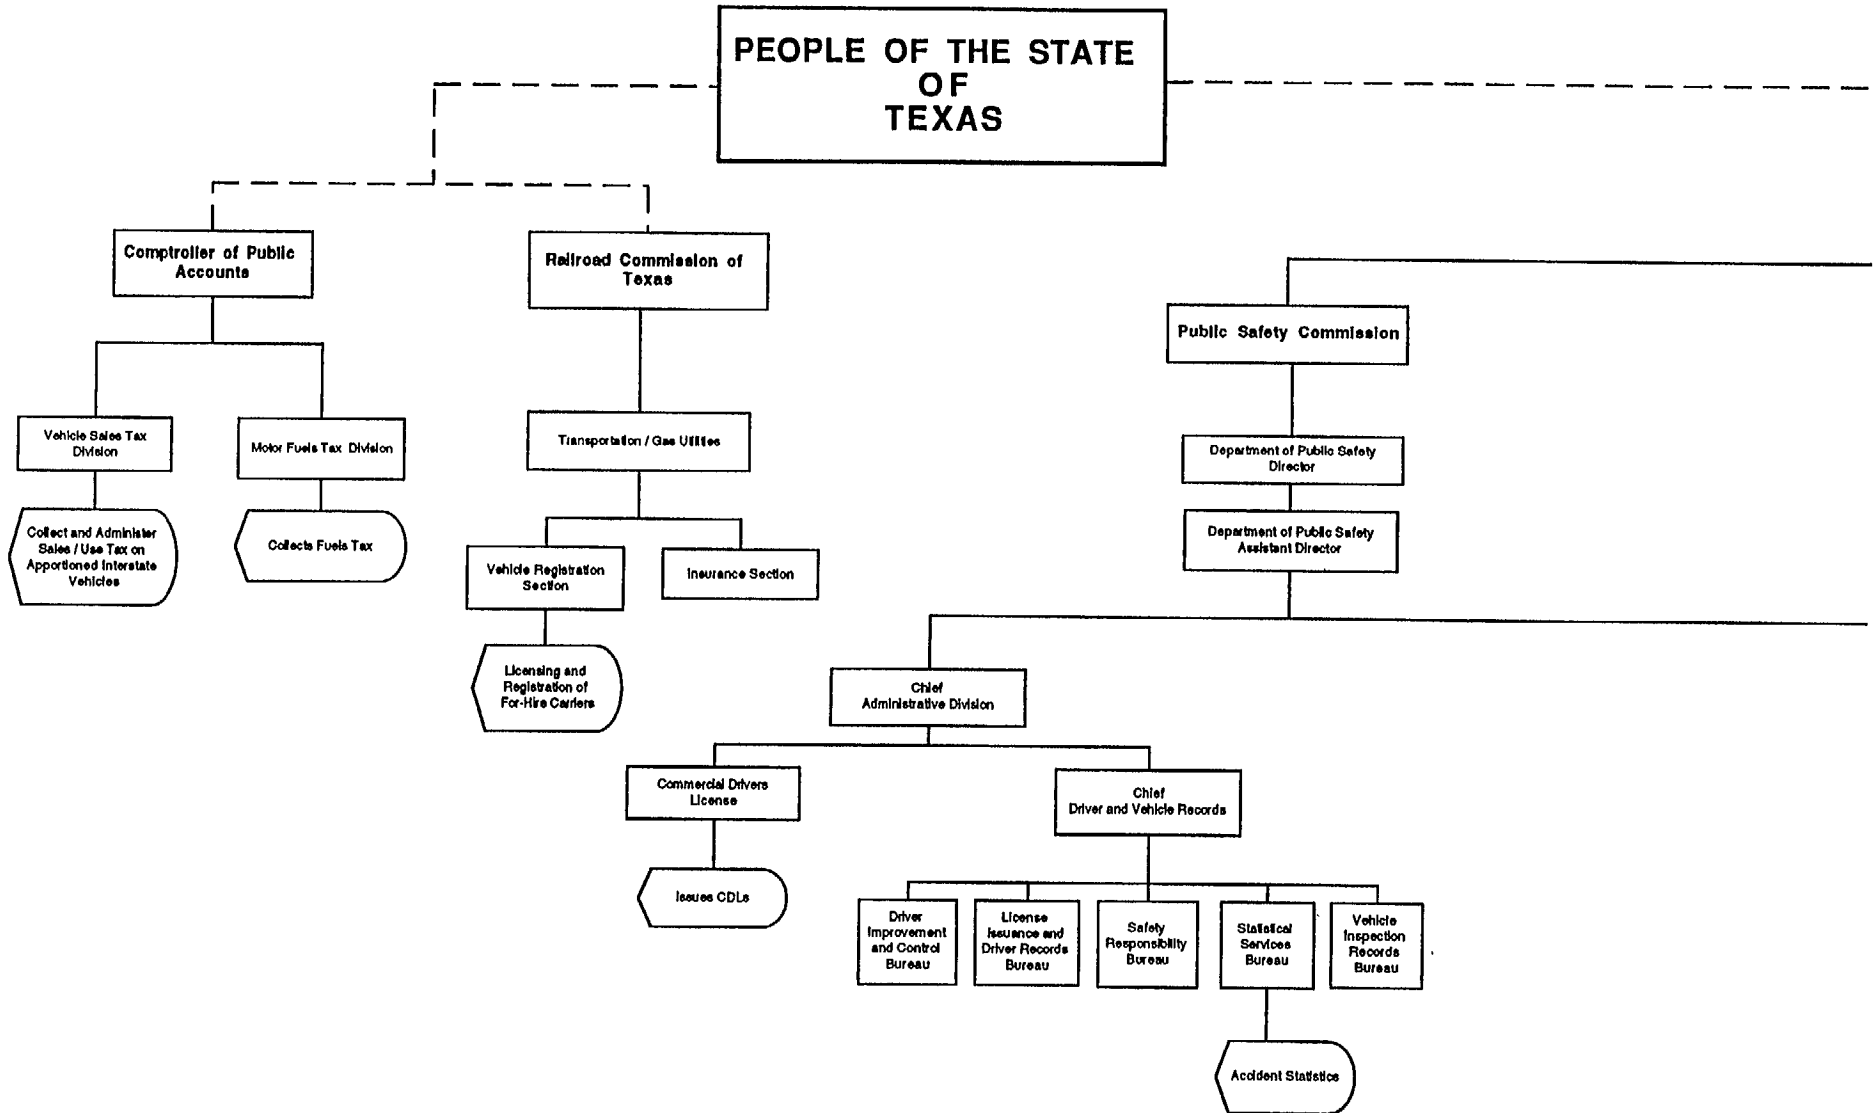 PEOPLE OF THE STATE
OF
TEXAS
Comptroller of Public
Accounts
Railroad Commission of
Texas
Public Safety Commission
Vehicle Sales Tax
Division
Motor Fuels Tax Division
Transportation / Gas Utilities
Department of Public Safety
Director
Collect and Administer
Sales / Use Tax on
Apportioned Interstate
Vehicles
Collects Fuels Tax
Vehicle Registration
Section
Insurance Section
Department of Public Safety
Assistant Director
Licensing and
Registration of
For-Hire Carriers
Chief
Administrative Division
Commercial Drivers
License
Chief
Driver and Vehicle Records
Issues CDLs
Driver
Improvement
and Control
Bureau
License
Issuance and
Driver Records
Bureau
Safety
Responsibility
Bureau
Statistical
Services
Bureau
Vehicle
Inspection
Records
Bureau
Accident Statistics